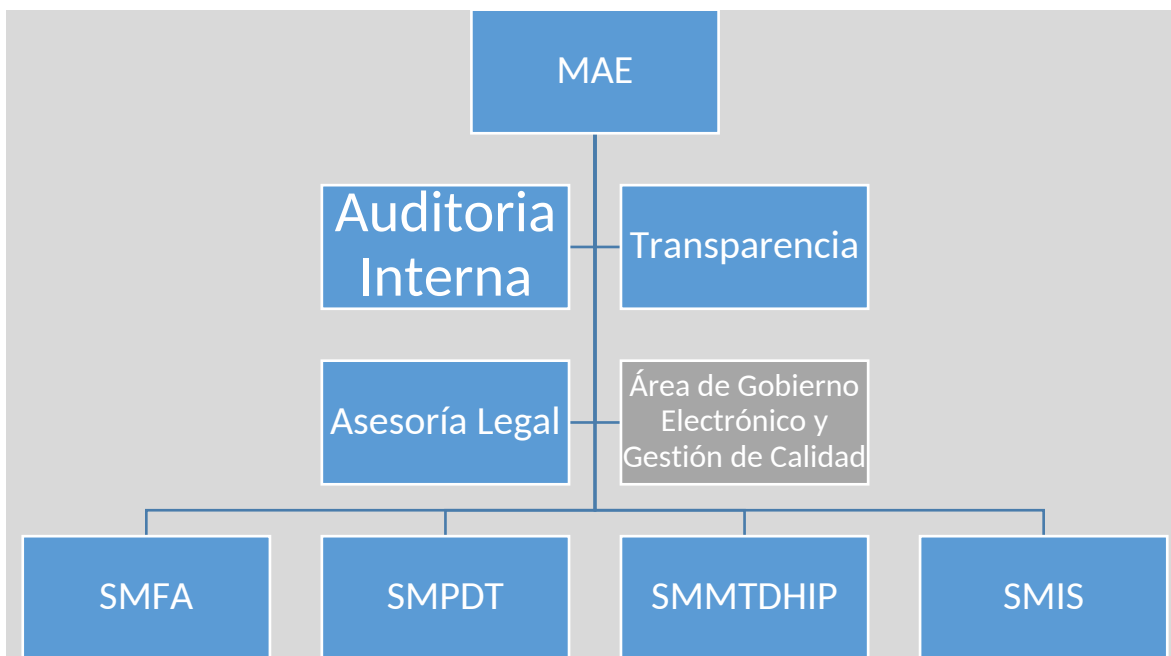 MAE
Auditoria
Interna
Transparencia
Asesoría Legal
Área de Gobierno
Electrónico y
Gestión de Calidad
SMFA
SMPDT
SMMTDHIP
SMIS